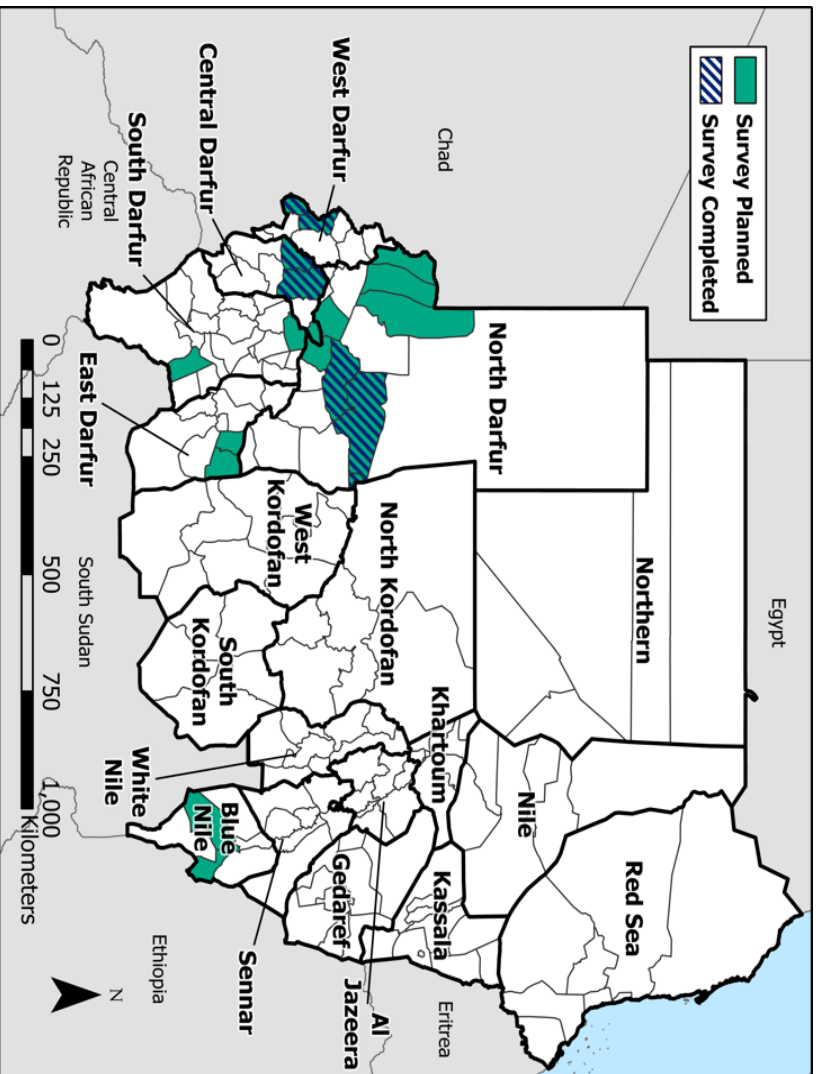 Survey Planned
Survey Completed
Egypt
Chad
Northern
Red Sea
North Darfur
Nile
West Darfur
Khartoum
Kassala
North Kordofan
Eritrea
Central Darfur
Gedaref
Al
Jazeera
West
Kordofan
South Darfur
Central
African
Republic
South
Kordofan
Blue
Nile
Sennar
Ethiopia
White
Nile
East Darfur
South Sudan
N
0
125
250
500
750
1,000
Kilometers